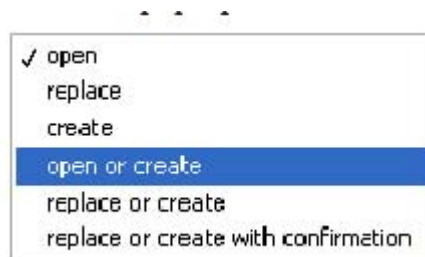 ✓ open
replace
create
open or create
replace or create
replace or create with confirmation